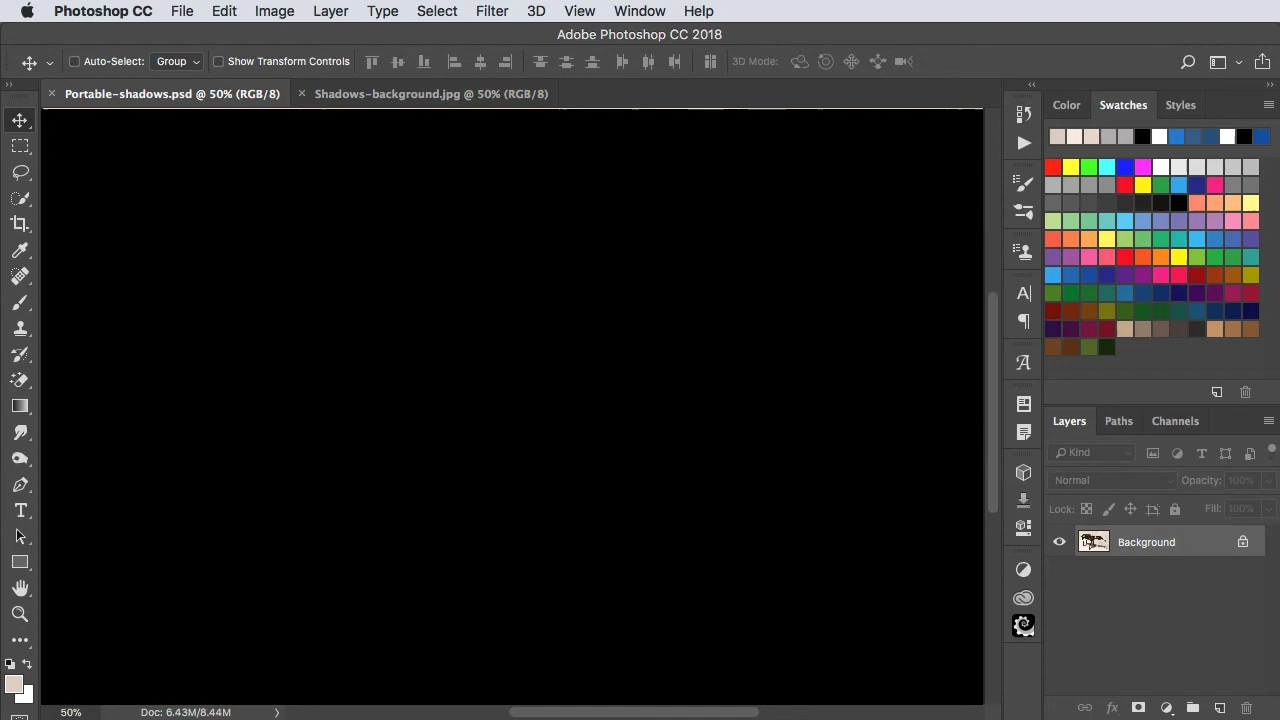 Photoshop CC File Edit Image Layer Type Select Filter 3D View Window Help
Adobe Photoshop CC 2018
Auto-Select: Group Show Transform Controls 3D Mode:
Portable-shadows.psd @ 50% (RGB/8) Shadows-background.jpg @ 50% (RGB/8)
Color Swatches Styles
Layers Paths Channels
Kind
Normal Opacity: 100%
Lock: Fill: 100%
Background
50% Doc: 6.43M/8.44M